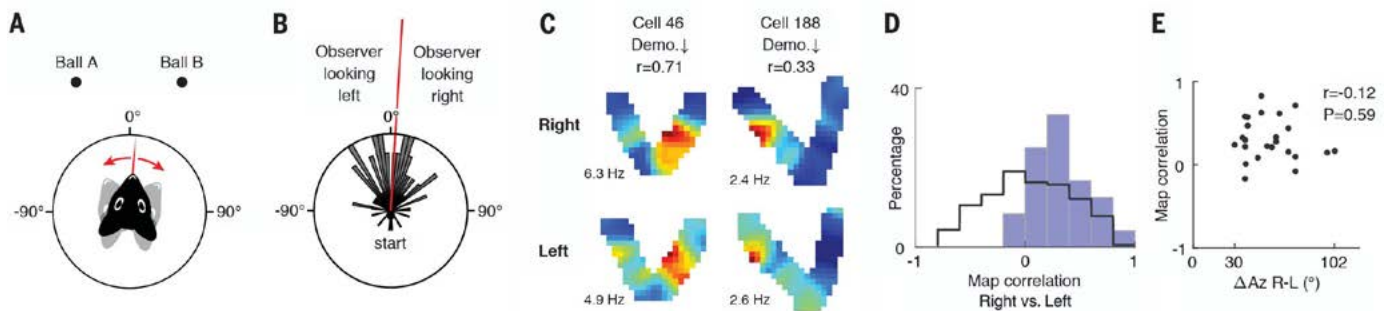 A
Ball A
Ball B
0°
-90°
90°
B
Observer looking left
Observer looking right
0°
-90°
90°
start
C
Cell 46
Demo.↓
r=0.71
Cell 188
Demo.↓
r=0.33
Right
6.3 Hz
2.4 Hz
Left
4.9 Hz
2.6 Hz
D
40
Percentage
0
-1
0
1
Map correlation
Right vs. Left
E
1
Map correlation
0
-1
r=-0.12
P=0.59
0
30
102
ΔAz R-L (°)